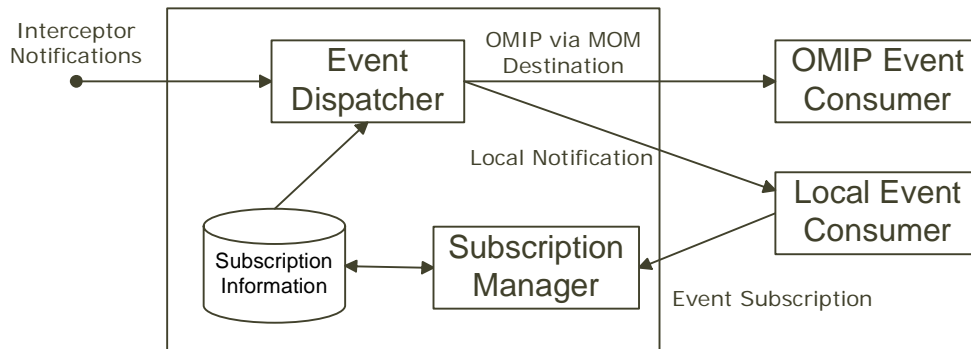 Interceptor
Notifications
Event
Dispatcher
OMIP via MOM
Destination
OMIP Event
Consumer
Local Notification
Local Event
Consumer
Subscription
Information
Subscription
Manager
Event Subscription